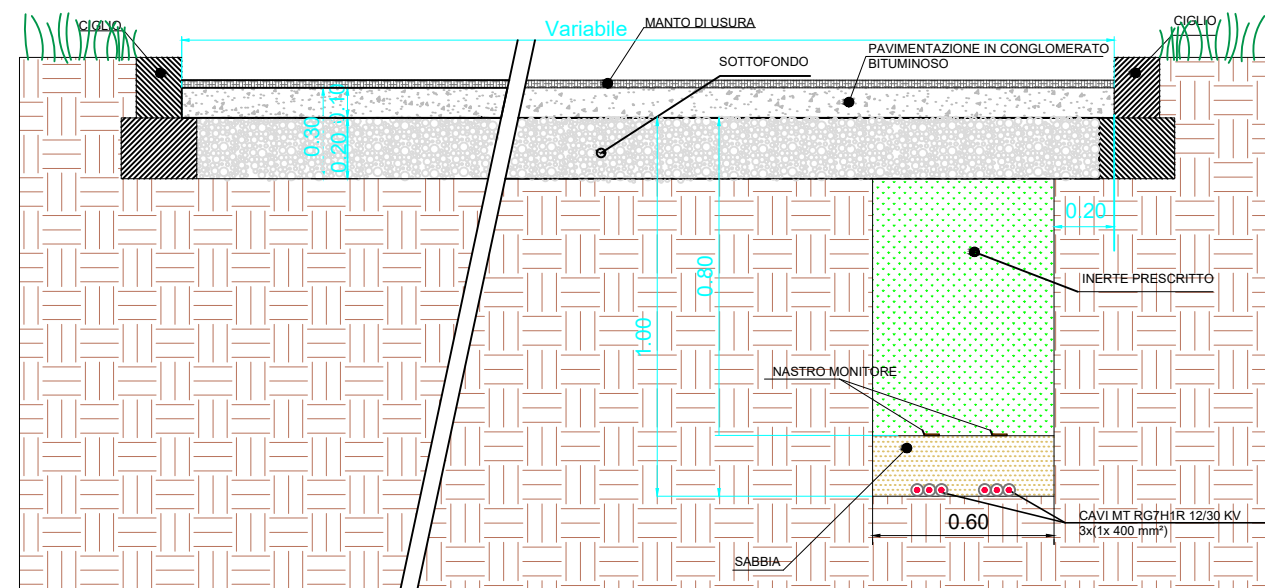 CIGLIO
Variabile
MANTO DI USURA
CIGLIO
PAVIMENTAZIONE IN CONGLOMERATO
BITUMINOSO
SOTTOFONDO
0.30
0.20
0.10
0.20
0.80
1.00
INERTE PRESCRITTO
NASTRO MONITORE
CAVI MT RG7H1R 12/30 KV
3x(1x 400 mm²)
0.60
SABBIA